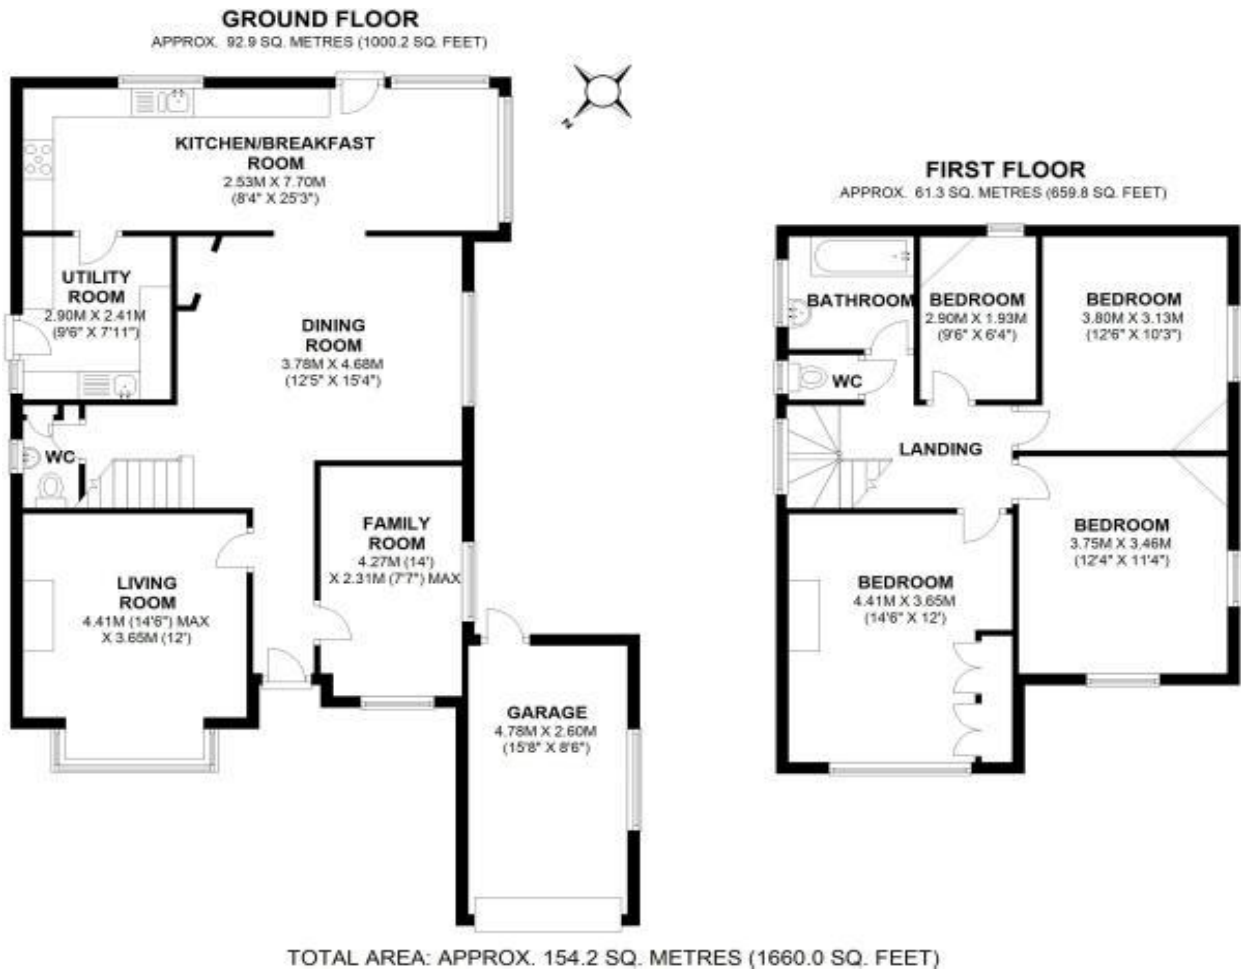 GROUND FLOOR
APPROX. 92.9 SQ. METRES (1000.2 SQ. FEET)
N
KITCHEN/BREAKFAST
ROOM
2.53M X 7.70M
(8'4" X 25'3")
UTILITY
ROOM
2.90M X 2.41M
(9'6" X 7'11")
DINING
ROOM
3.78M X 4.68M
(12'5" X 15'4")
WC
FAMILY
ROOM
4.27M (14')
X 2.31M (7'7") MAX
LIVING
ROOM
4.41M (14'6") MAX
X 3.65M (12')
GARAGE
4.78M X 2.60M
(15'8" X 8'6")
FIRST FLOOR
APPROX. 61.3 SQ. METRES (659.8 SQ. FEET)
BATHROOM
BEDROOM
2.90M X 1.93M
(9'6" X 6'4")
BEDROOM
3.80M X 3.13M
(12'6" X 10'3")
WC
LANDING
BEDROOM
3.75M X 3.46M
(12'4" X 11'4")
BEDROOM
4.41M X 3.65M
(14'6" X 12')
TOTAL AREA: APPROX. 154.2 SQ. METRES (1660.0 SQ. FEET)